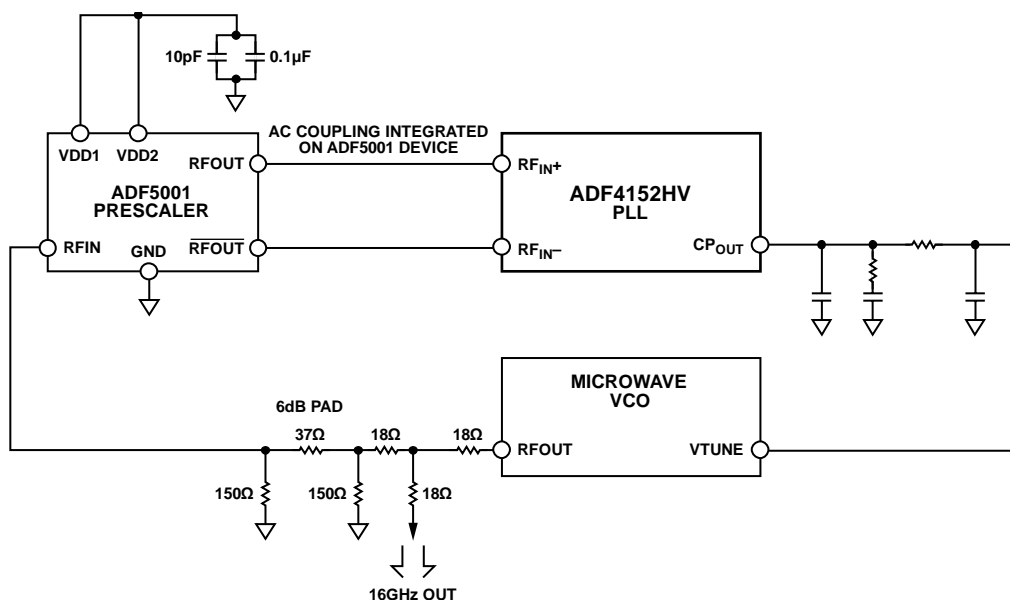 10pF
0.1µF
VDD1
VDD2
RFOUT
ADF5001
PRESCALER
RFIN
GND
RFOUT
AC COUPLING INTEGRATED
ON ADF5001 DEVICE
RFIN+
ADF4152HV
PLL
RFIN–
CPOUT
MICROWAVE
VCO
RFOUT
VTUNE
6dB PAD
37Ω
18Ω
18Ω
150Ω
150Ω
18Ω
16GHz OUT